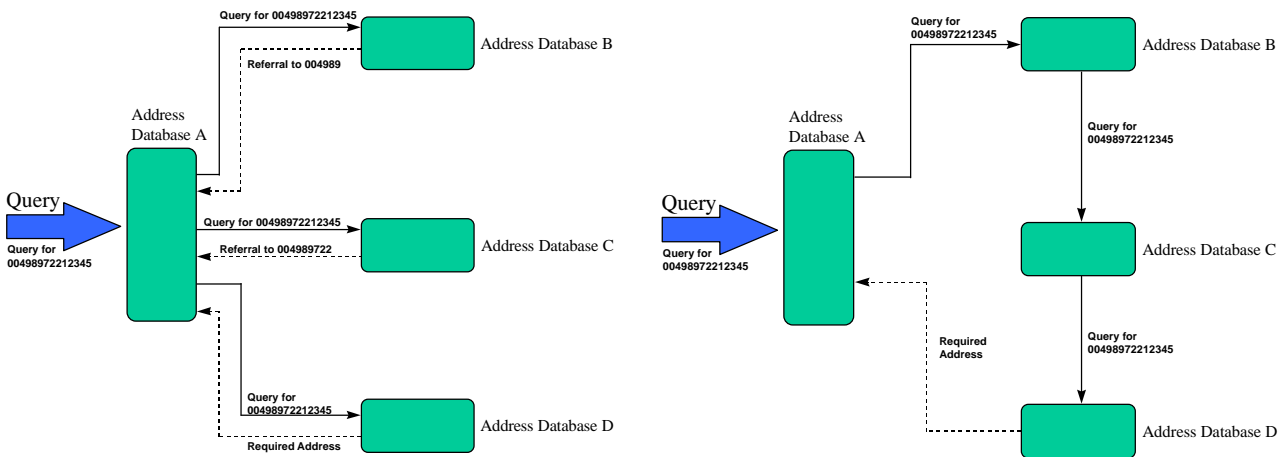 Query for 00498972212345
Address Database B
Referral to 004989
Address
Database A
Query
Query for
00498972212345
Query for 00498972212345
Address Database C
Referral to 004989722
Query for
00498972212345
Address Database D
Required Address
Query for
00498972212345
Address Database B
Address
Database A
Query for
00498972212345
Query
Query for
00498972212345
Address Database C
Required
Address
Query for
00498972212345
Address Database D